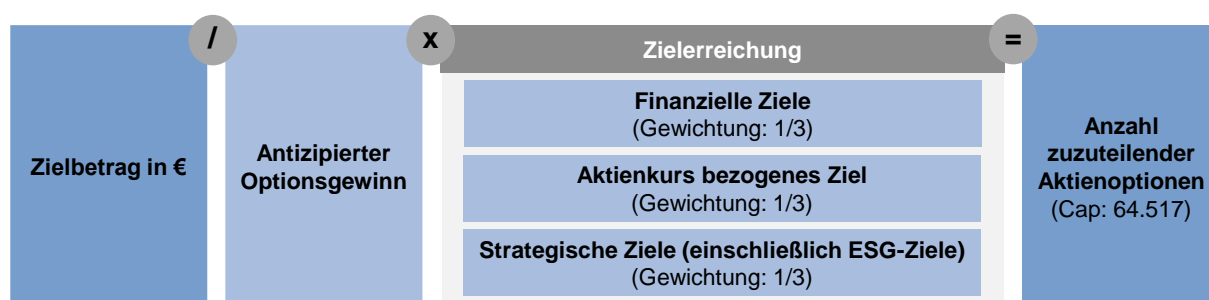 Zielbetrag in €
/
Antizipierter
Optionsgewinn
x
Zielerreichung
Finanzielle Ziele
(Gewichtung: 1/3)
Aktienkurs bezogenes Ziel
(Gewichtung: 1/3)
Strategische Ziele (einschließlich ESG-Ziele)
(Gewichtung: 1/3)
=
Anzahl
zuzuteilender
Aktienoptionen
(Cap: 64.517)